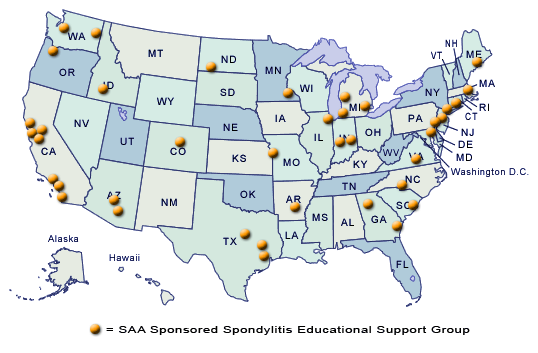 WA
MT
ND
MN
ME
VT
NH
OR
ID
WY
SD
WI
MI
NY
MA
RI
CT
NV
UT
CO
NE
IA
IL
IN
OH
PA
NJ
DE
MD
Washington D.C.
CA
KS
MO
KY
WV
VA
AZ
NM
OK
AR
TN
NC
SC
TX
LA
MS
AL
GA
FL
Alaska
Hawaii
= SAA Sponsored Spondylitis Educational Support Group